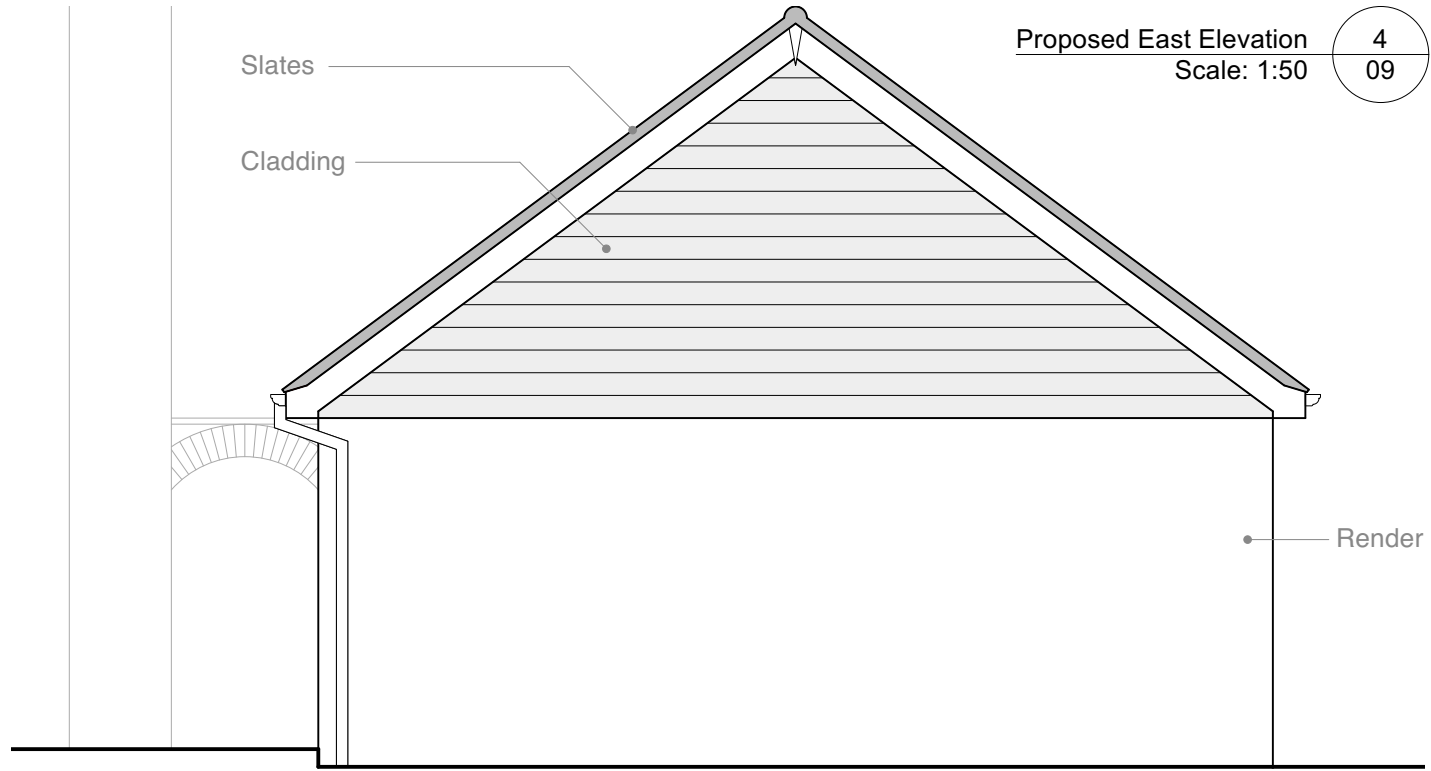 Proposed East Elevation
Scale: 1:50
4
09
Slates
Cladding
Render